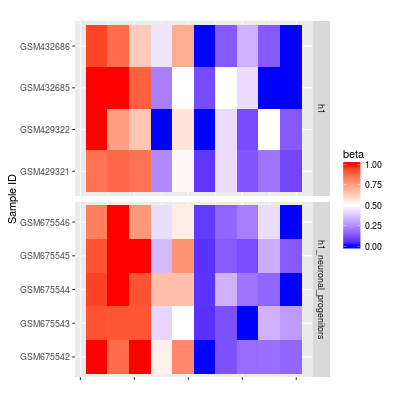 Sample ID
GSM432686
GSM432685
GSM429322
GSM429321
h1
GSM675546
GSM675545
GSM675544
GSM675543
GSM675542
h1_neuronal_progenitors
beta
1.00
0.75
0.50
0.25
0.00